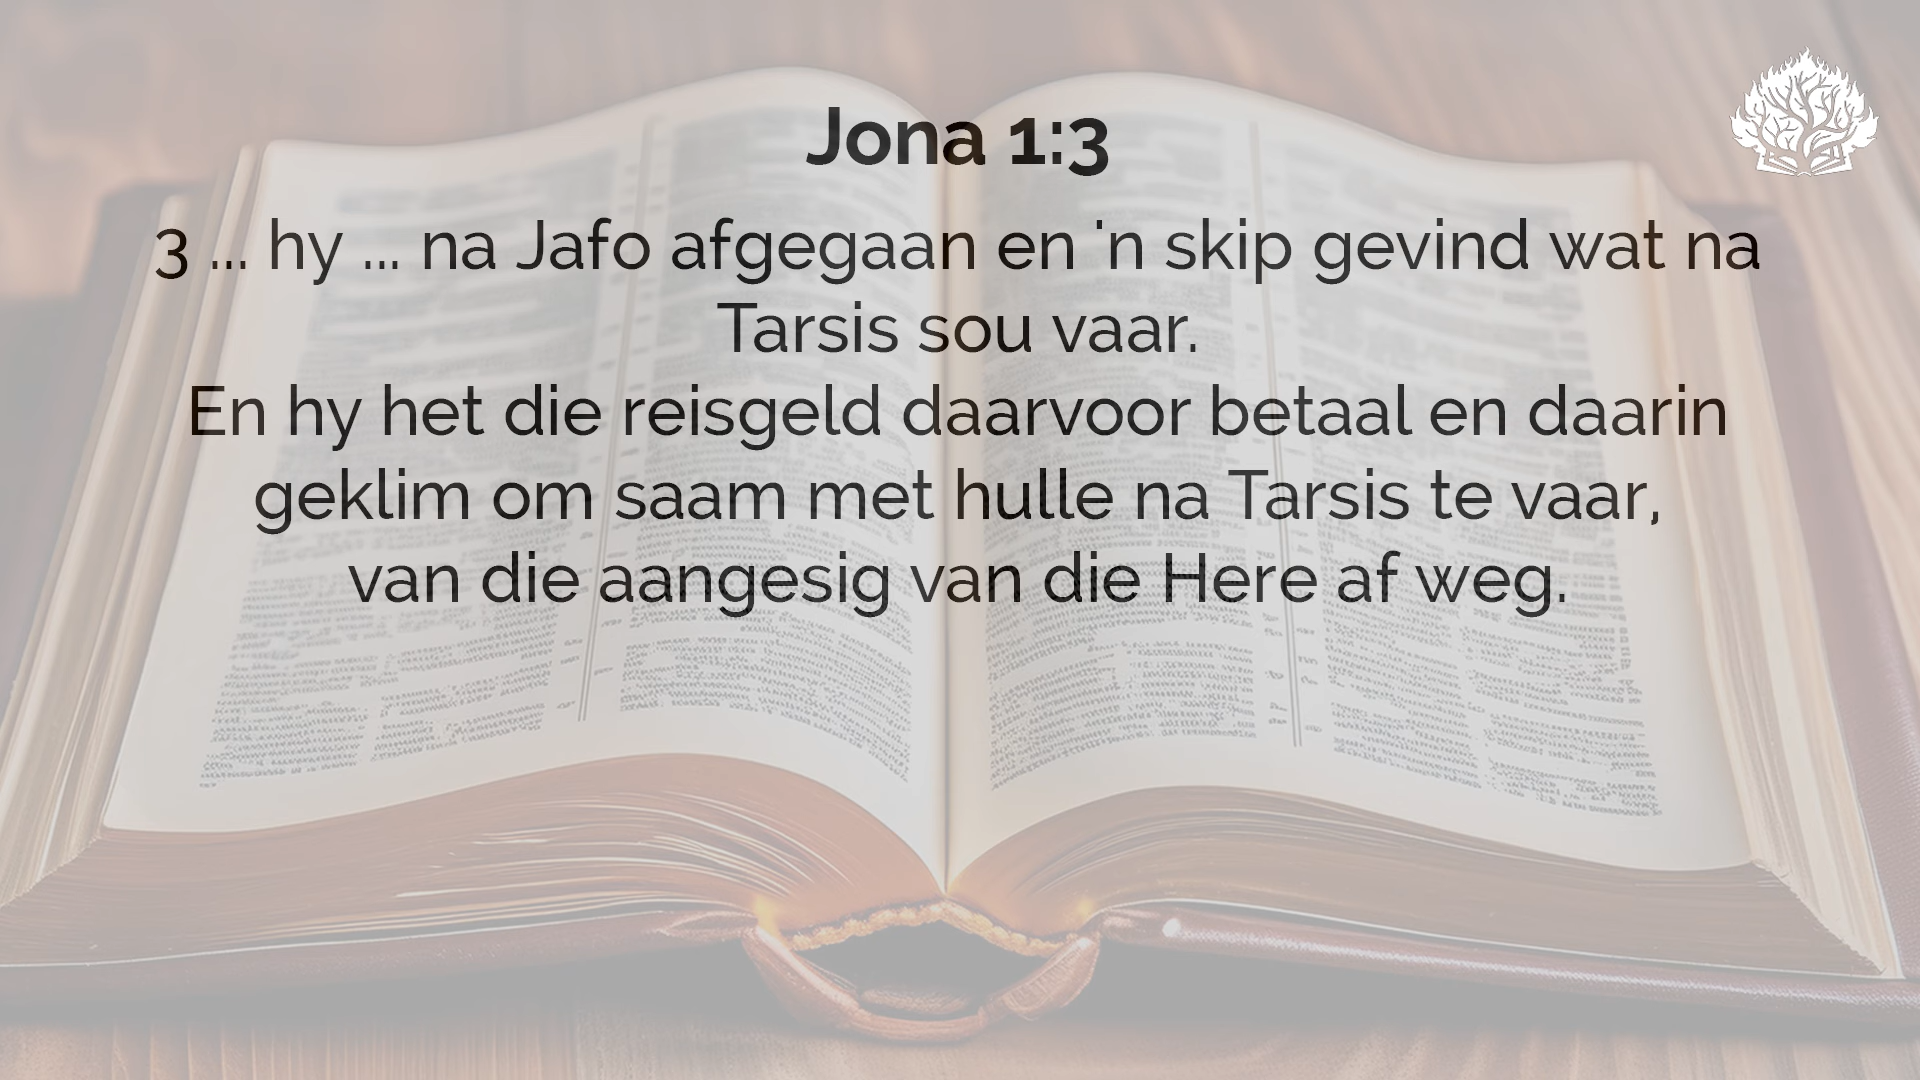 Jona 1:3
3 ... hy ... na Jafo afgegaan en 'n skip gevind wat na
Tarsis sou vaar.
En hy het die reisgeld daarvoor betaal en daarin
geklim om saam met hulle na Tarsis te vaar,
van die aangesig van die Here af weg.